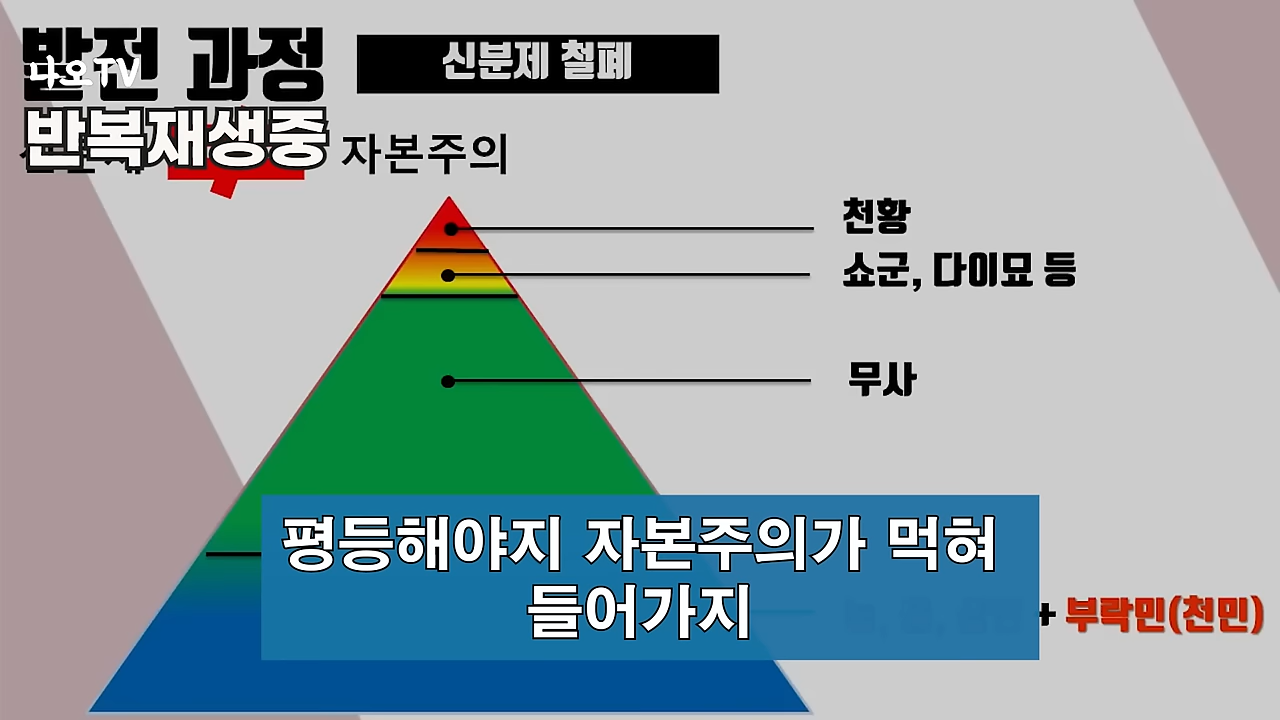 발전 과정
신분제 철폐
나오TV
반복재생중
자본주의
천황
쇼군, 다이묘 등
무사
평등해야지 자본주의가 먹혀
들어가지
+ 부락민(천민)